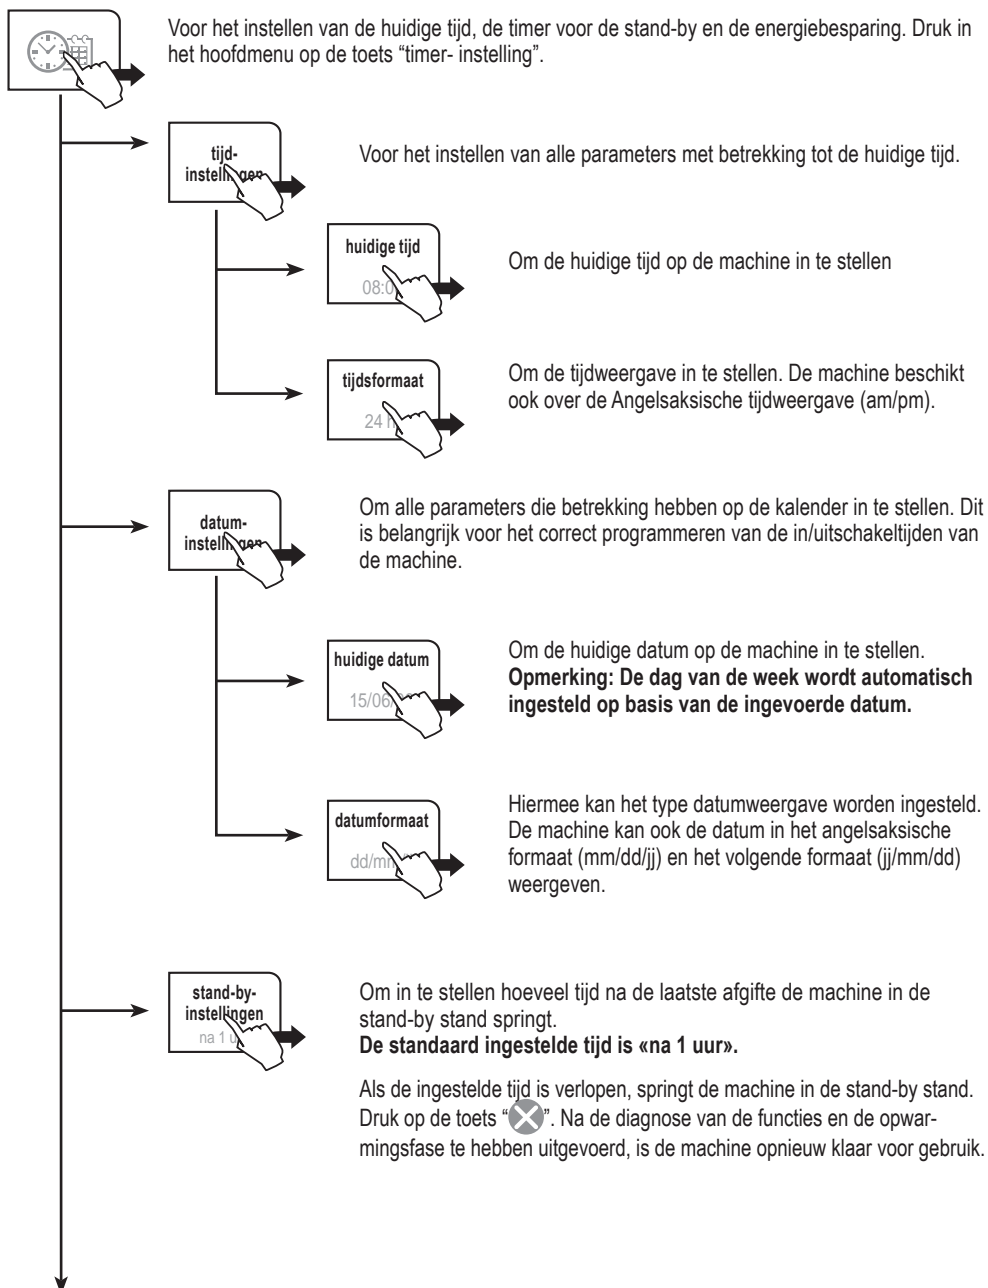 Voor het instellen van de huidige tijd, de timer voor de stand-by en de energiebesparing. Druk in
het hoofdmenu op de toets “timer- instelling”.
tijd-
instellingen
Voor het instellen van alle parameters met betrekking tot de huidige tijd.
huidige tijd
08:0
Om de huidige tijd op de machine in te stellen
tijdsformaat
24 h
Om de tijdweergave in te stellen. De machine beschikt
ook over de Angelsaksische tijdweergave (am/pm).
datum-
instellingen
Om alle parameters die betrekking hebben op de kalender in te stellen. Dit
is belangrijk voor het correct programmeren van de in/uitschakeltijden van
de machine.
huidige datum
15/06/
Om de huidige datum op de machine in te stellen.
Opmerking: De dag van de week wordt automatisch
ingesteld op basis van de ingevoerde datum.
datumformaat
dd/mm
Hiermee kan het type datumweergave worden ingesteld.
De machine kan ook de datum in het angelsaksische
formaat (mm/dd/jj) en het volgende formaat (jj/mm/dd)
weergeven.
stand-by-
instellingen
na 1 u
Om in te stellen hoeveel tijd na de laatste afgifte de machine in de
stand-by stand springt.
De standaard ingestelde tijd is «na 1 uur».
Als de ingestelde tijd is verlopen, springt de machine in de stand-by stand.
Druk op de toets “ ”. Na de diagnose van de functies en de opwar-
mingsfase te hebben uitgevoerd, is de machine opnieuw klaar voor gebruik.